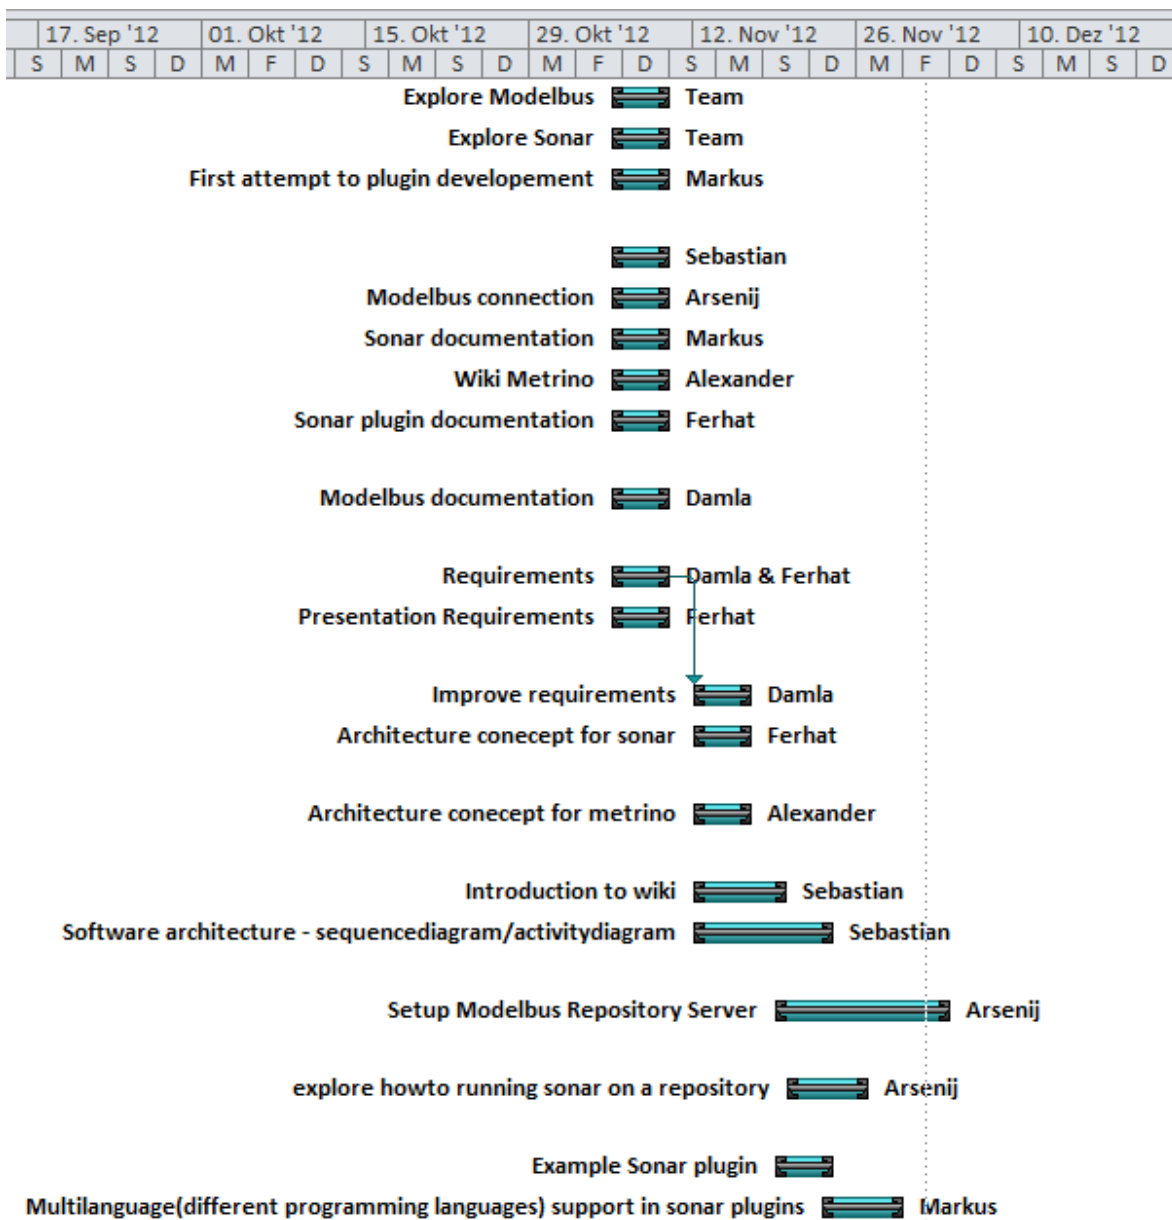 17. Sep '12 01. Okt '12 15. Okt '12 29. Okt '12 12. Nov '12 26. Nov '12 10. Dez '12
S M S D M F D S M S D M F D S M S D M F D S M S D
Explore Modelbus Team
Explore Sonar Team
First attempt to plugin developement Markus
Sebastian
Modelbus connection Arsenij
Sonar documentation Markus
Wiki Metrino Alexander
Sonar plugin documentation Ferhat
Modelbus documentation Damla
Requirements Damla & Ferhat
Presentation Requirements Ferhat
Improve requirements Damla
Architecture conecept for sonar Ferhat
Architecture conecept for metrino Alexander
Introduction to wiki Sebastian
Software architecture - sequencediagram/activitydiagram Sebastian
Setup Modelbus Repository Server Arsenij
explore howto running sonar on a repository Arsenij
Example Sonar plugin
Multilanguage(different programming languages) support in sonar plugins Markus